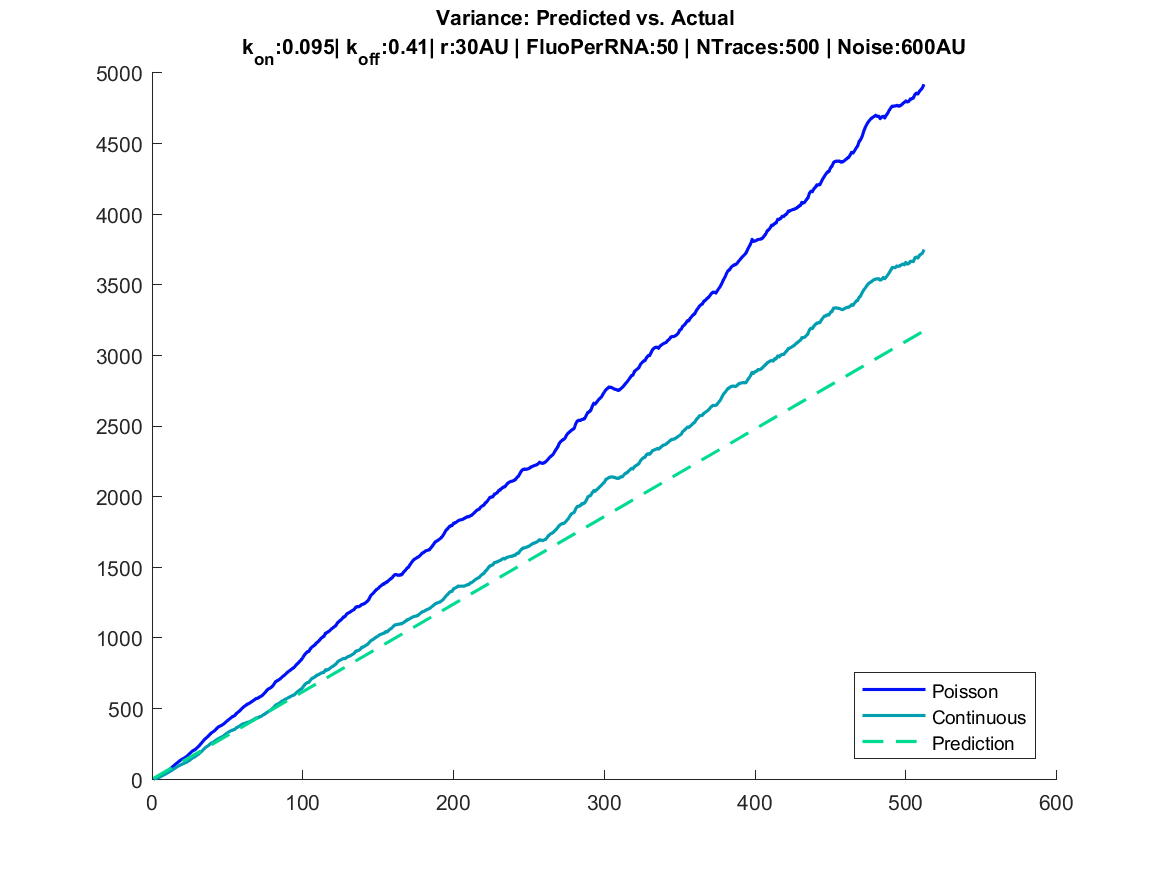 Variance: Predicted vs. Actual
kon:0.095| koff:0.41| r:30AU | FluoPerRNA:50 | NTraces:500 | Noise:600AU
5000
4500
4000
3500
3000
2500
2000
1500
1000
500
0
Poisson
Continuous
Prediction
0 100 200 300 400 500 600